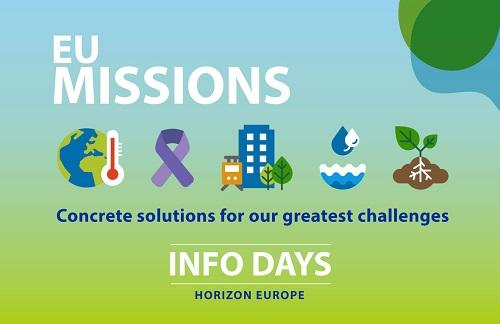 EU
MISSIONS
Concrete solutions for our greatest challenges
INFO DAYS
HORIZON EUROPE